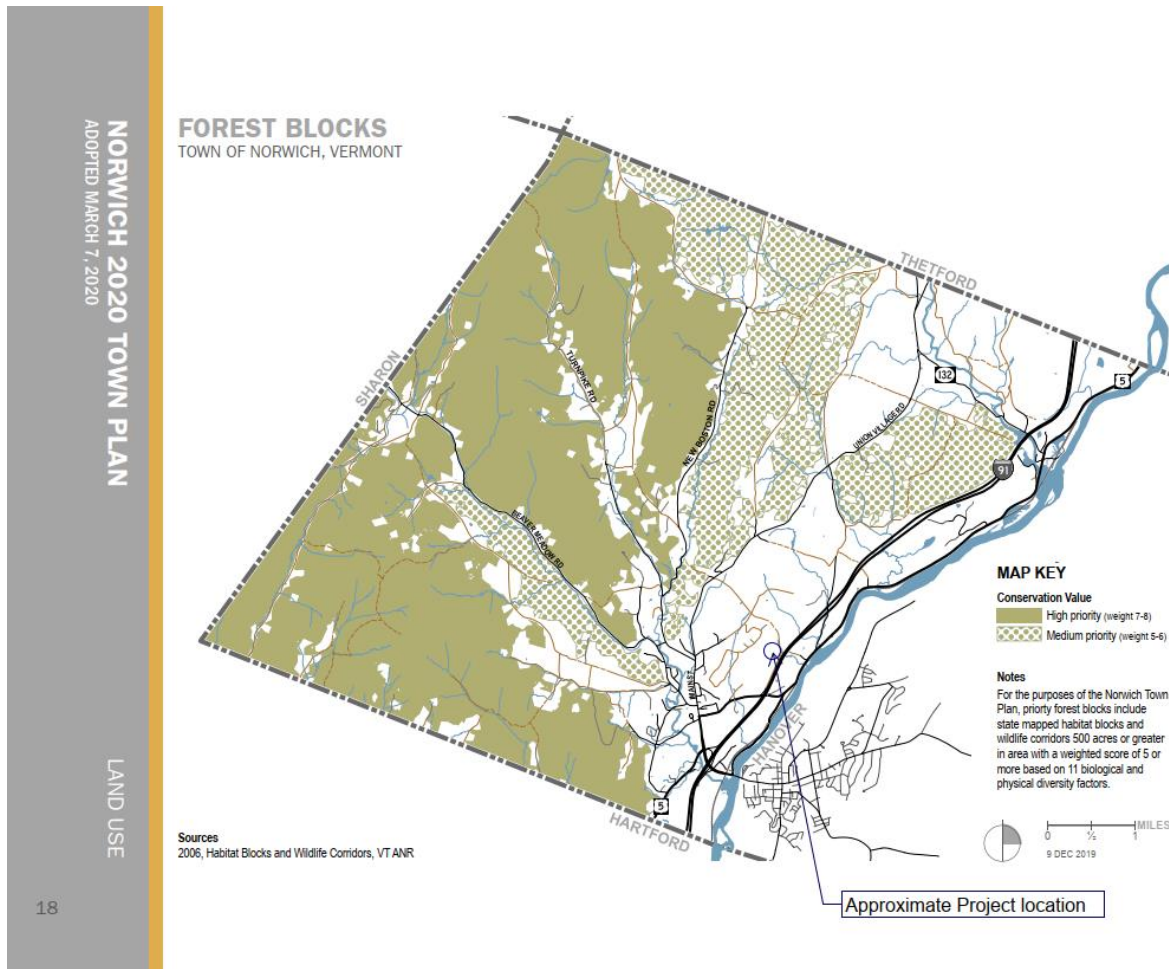 NORWICH 2020 TOWN PLAN
ADOPTED MARCH 7, 2020
LAND USE
18
FOREST BLOCKS
TOWN OF NORWICH, VERMONT
THETFORD
SHARON
TURNPIKE RD
NEW BOSTON RD
UNION VILLAGE RD
132
5
91
BEAVER MEADOW RD
MAIN ST
HANOVER
5
HARTFORD
MAP KEY
Conservation Value
High priority (weight 7-8)
Medium priority (weight 5-6)
Notes
For the purposes of the Norwich Town
Plan, priorty forest blocks include
state mapped habitat blocks and
wildlife corridors 500 acres or greater
in area with a weighted score of 5 or
more based on 11 biological and
physical diversity factors.
0 ½ 1 MILES
9 DEC 2019
Sources
2006, Habitat Blocks and Wildlife Corridors, VT ANR
Approximate Project location